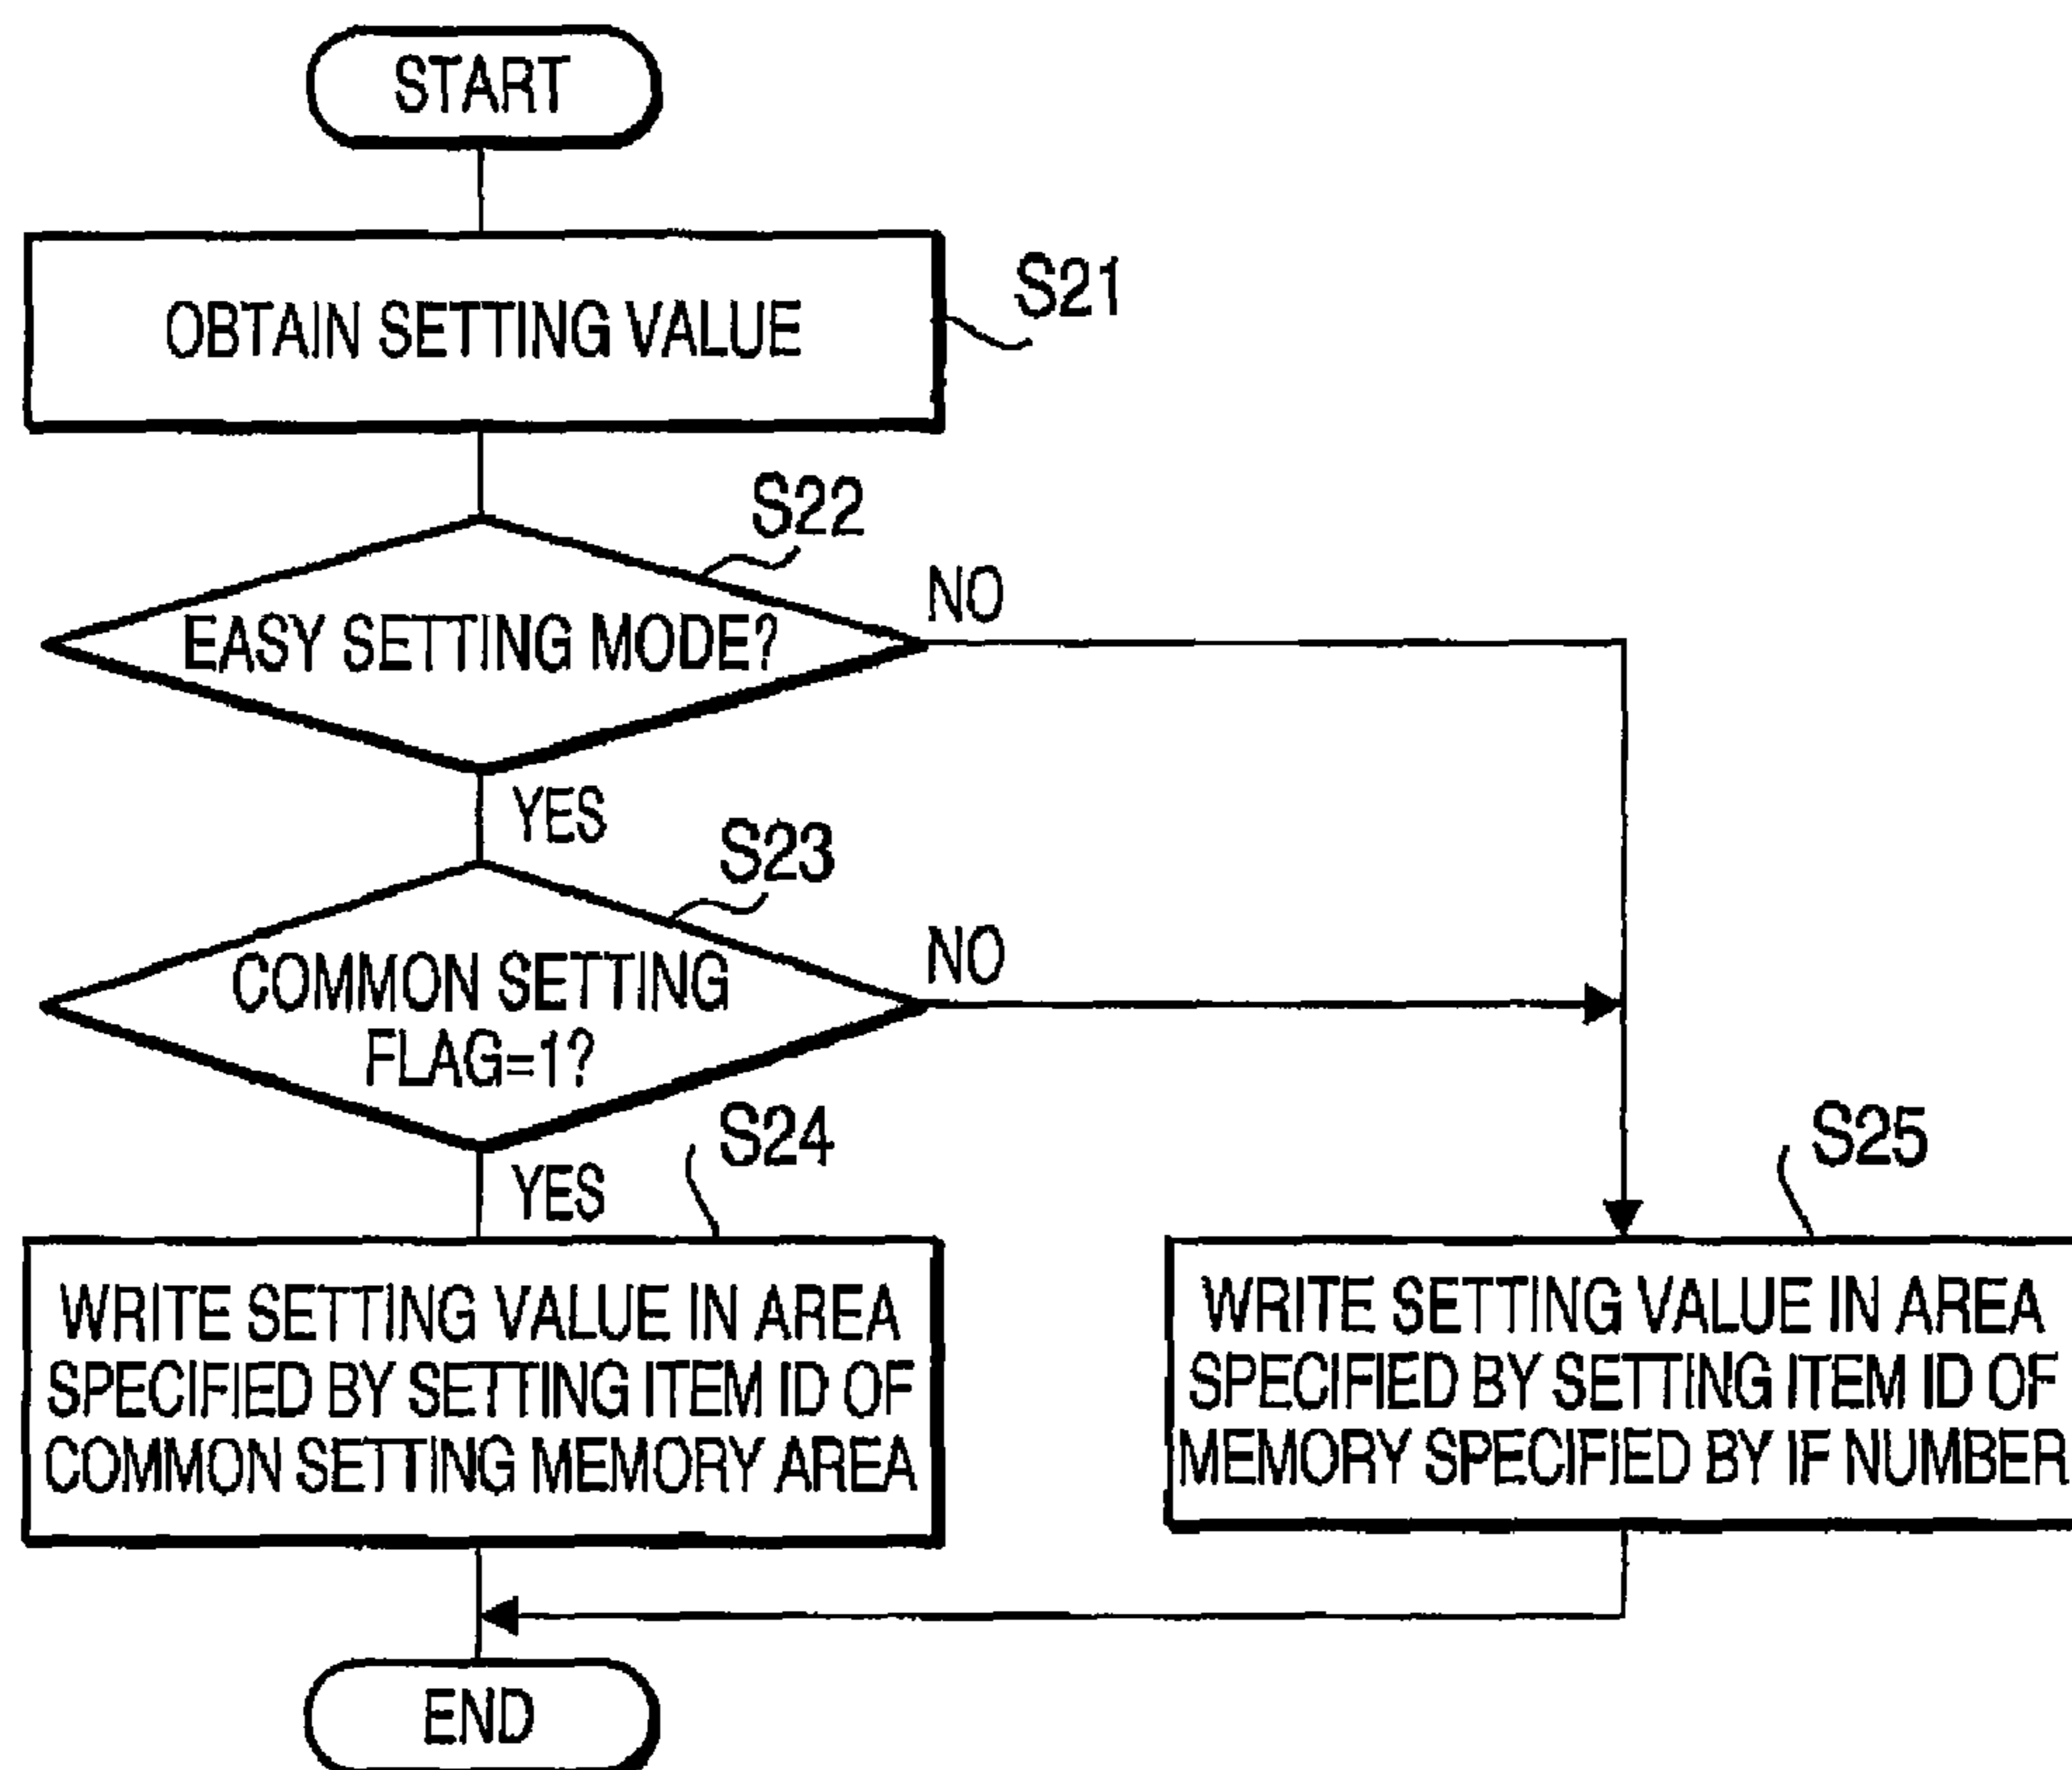 START
OBTAIN SETTING VALUE
S21
S22
EASY SETTING MODE?
NO
YES
S23
COMMON SETTING
FLAG=1?
NO
YES
S24
WRITE SETTING VALUE IN AREA
SPECIFIED BY SETTING ITEM ID OF
COMMON SETTING MEMORY AREA
S25
WRITE SETTING VALUE IN AREA
SPECIFIED BY SETTING ITEM ID OF
MEMORY SPECIFIED BY IF NUMBER
END